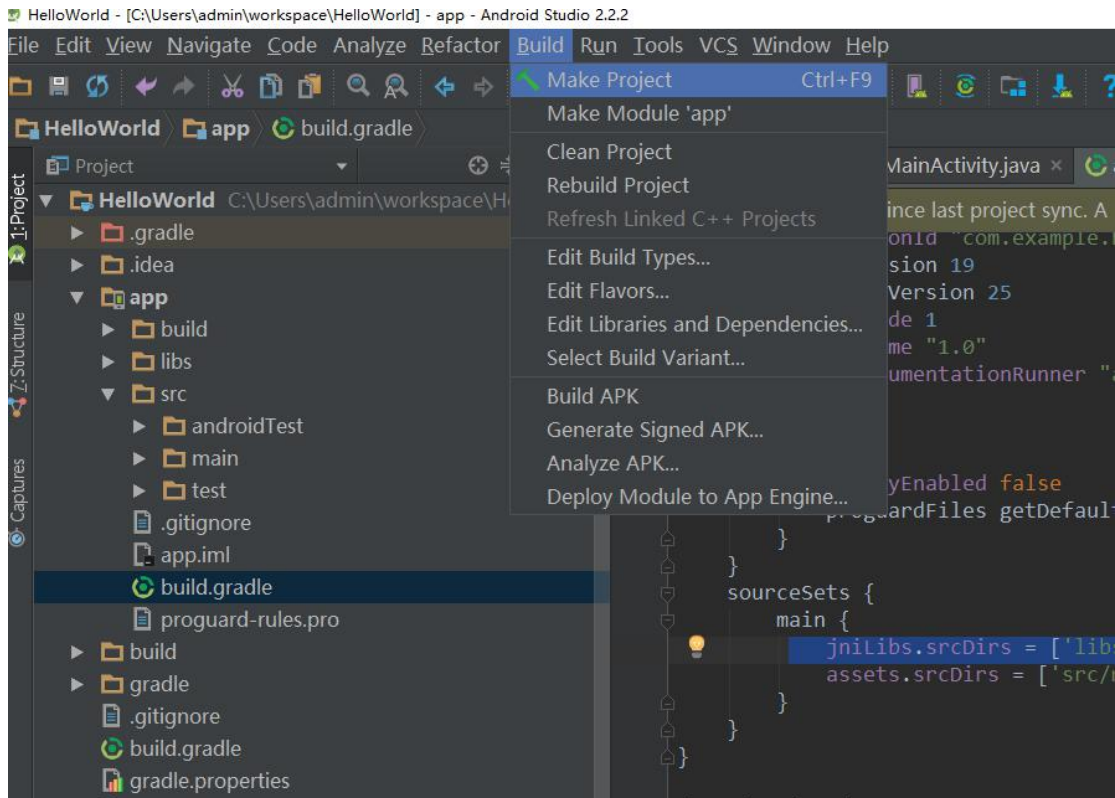 HelloWorld - [C:\Users\admin\workspace\HelloWorld] - app - Android Studio 2.2.2
File Edit View Navigate Code Analyze Refactor Build Run Tools VCS Window Help
Make Project Ctrl+F9
Make Module 'app'
Clean Project
Rebuild Project
Refresh Linked C++ Projects
Edit Build Types...
Edit Flavors...
Edit Libraries and Dependencies...
Select Build Variant...
Build APK
Generate Signed APK...
Analyze APK...
Deploy Module to App Engine...
HelloWorld app build.gradle
Project
1: Project
7: Structure
Captures
HelloWorld C:\Users\admin\workspace\H
.gradle
.idea
app
build
libs
src
androidTest
main
test
.gitignore
app.iml
build.gradle
proguard-rules.pro
build
gradle
.gitignore
build.gradle
gradle.properties
MainActivity.java ×
ince last project sync. A
onId "com.example.
sion 19
Version 25
de 1
me "1.0"
umentationRunner "a
yEnabled false
proguardFiles getDefault
}
}
sourceSets {
main {
jniLibs.srcDirs = ['libs
assets.srcDirs = ['src/
}
}
}